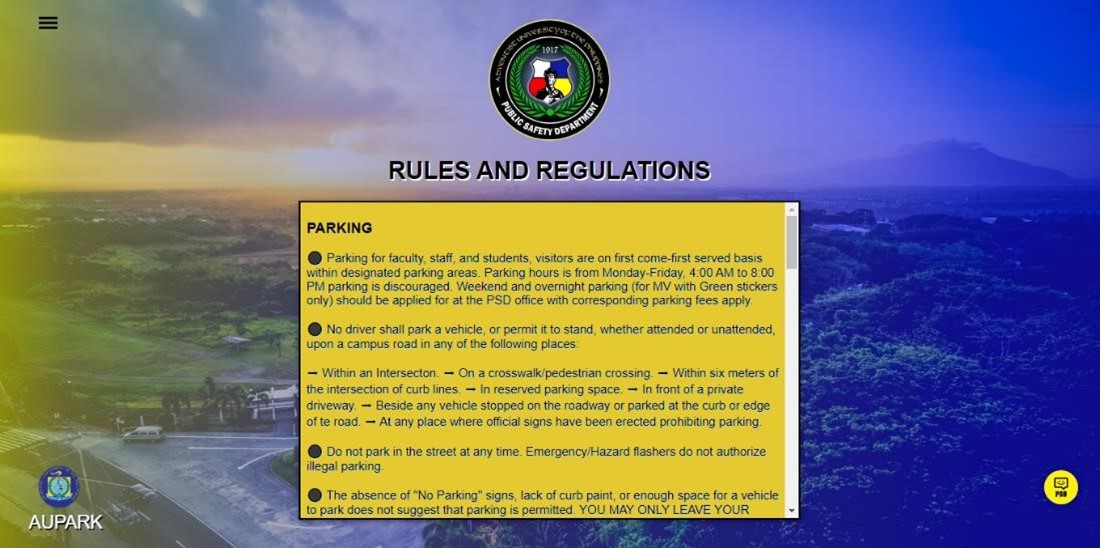 ADVENTIST UNIVERSITY OF THE PHILIPPINES
1917
PUBLIC SAFETY DEPARTMENT
RULES AND REGULATIONS
PARKING
● Parking for faculty, staff, and students, visitors are on first come-first served basis
within designated parking areas. Parking hours is from Monday-Friday, 4:00 AM to 8:00
PM parking is discouraged. Weekend and overnight parking (for MV with Green stickers
only) should be applied for at the PSD office with corresponding parking fees apply.
● No driver shall park a vehicle, or permit it to stand, whether attended or unattended,
upon a campus road in any of the following places:
→ Within an Intersecton. → On a crosswalk/pedestrian crossing. → Within six meters of
the intersection of curb lines. → In reserved parking space. → In front of a private
driveway. → Beside any vehicle stopped on the roadway or parked at the curb or edge
of te road. → At any place where official signs have been erected prohibiting parking.
● Do not park in the street at any time. Emergency/Hazard flashers do not authorize
illegal parking.
● The absence of "No Parking" signs, lack of curb paint, or enough space for a vehicle
to park does not suggest that parking is permitted. YOU MAY ONLY LEAVE YOUR
AUPARK
PSD